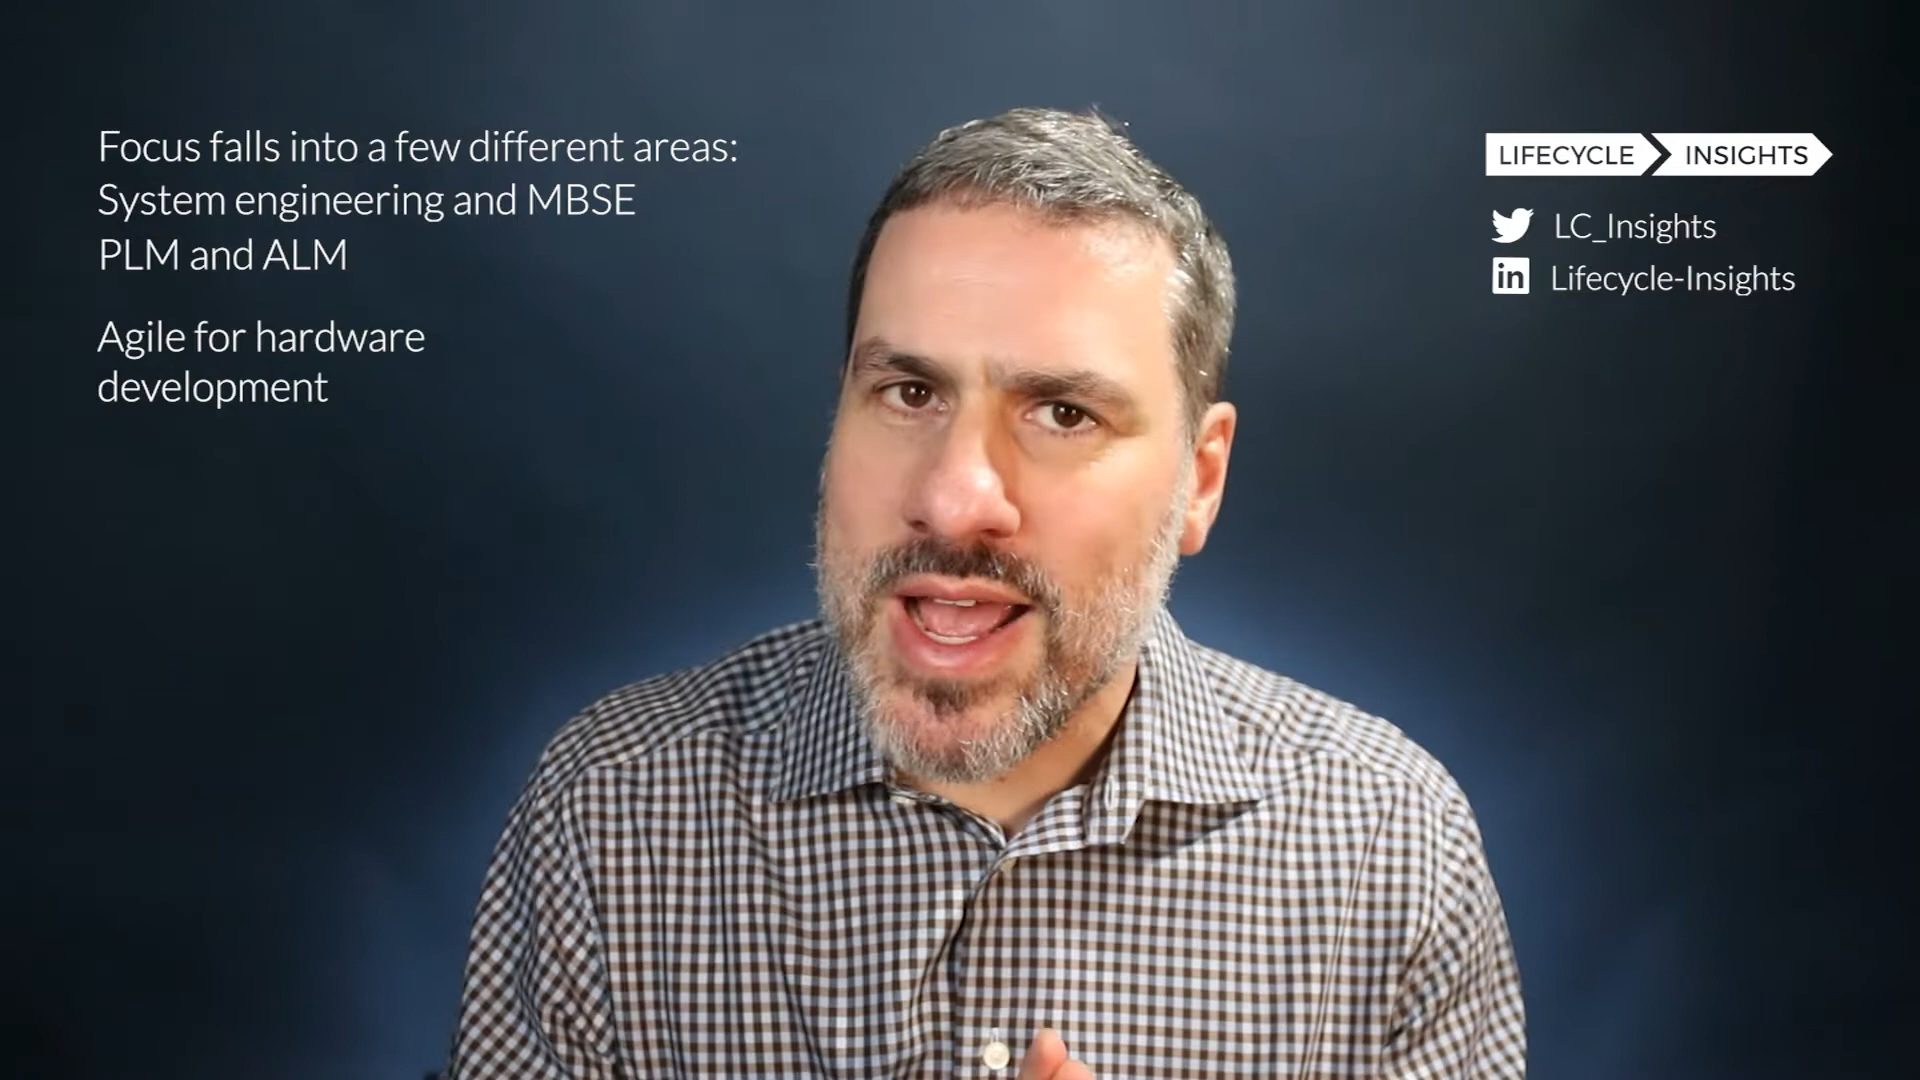 Focus falls into a few different areas:
System engineering and MBSE
PLM and ALM
Agile for hardware
development
LIFECYCLE INSIGHTS
LC_Insights
in Lifecycle-Insights